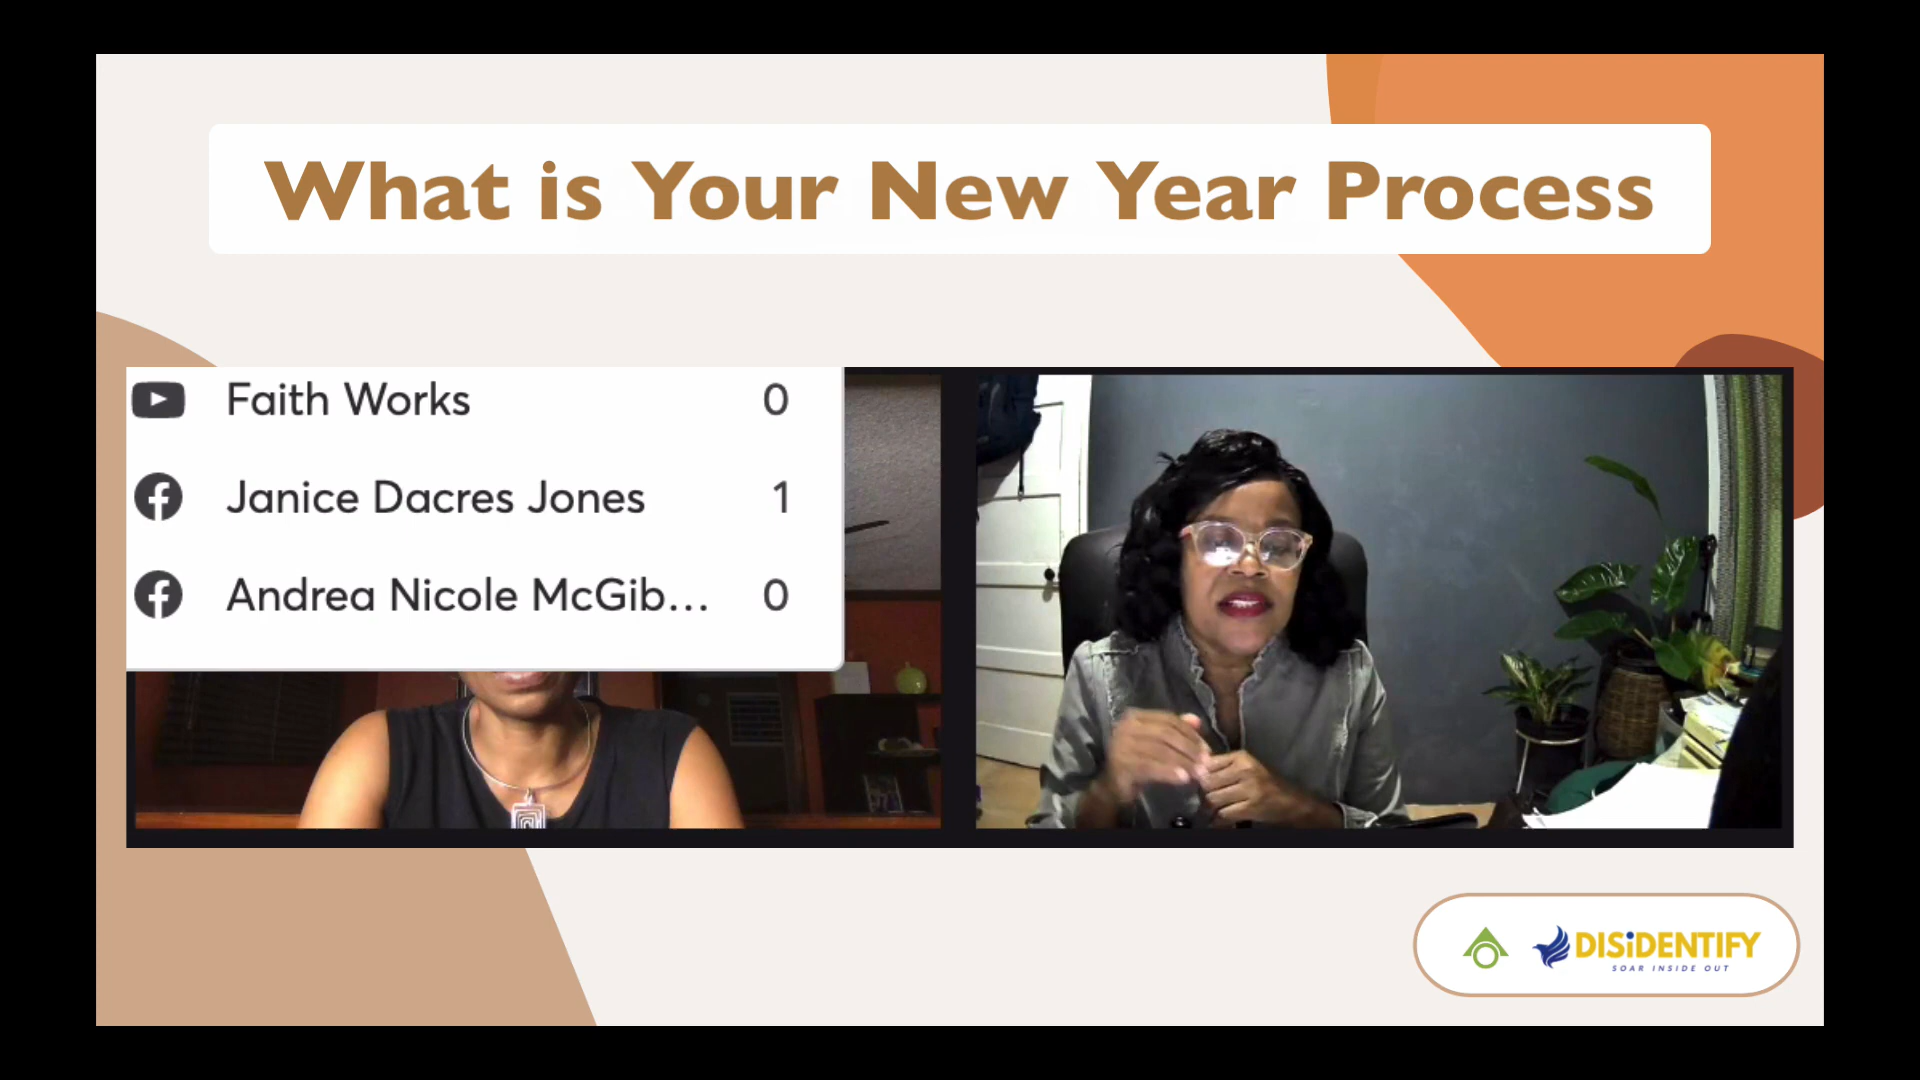 What is Your New Year Process
Faith Works 0
Janice Dacres Jones 1
Andrea Nicole McGib... 0
DISiDENTIFY
SOAR INSIDE OUT